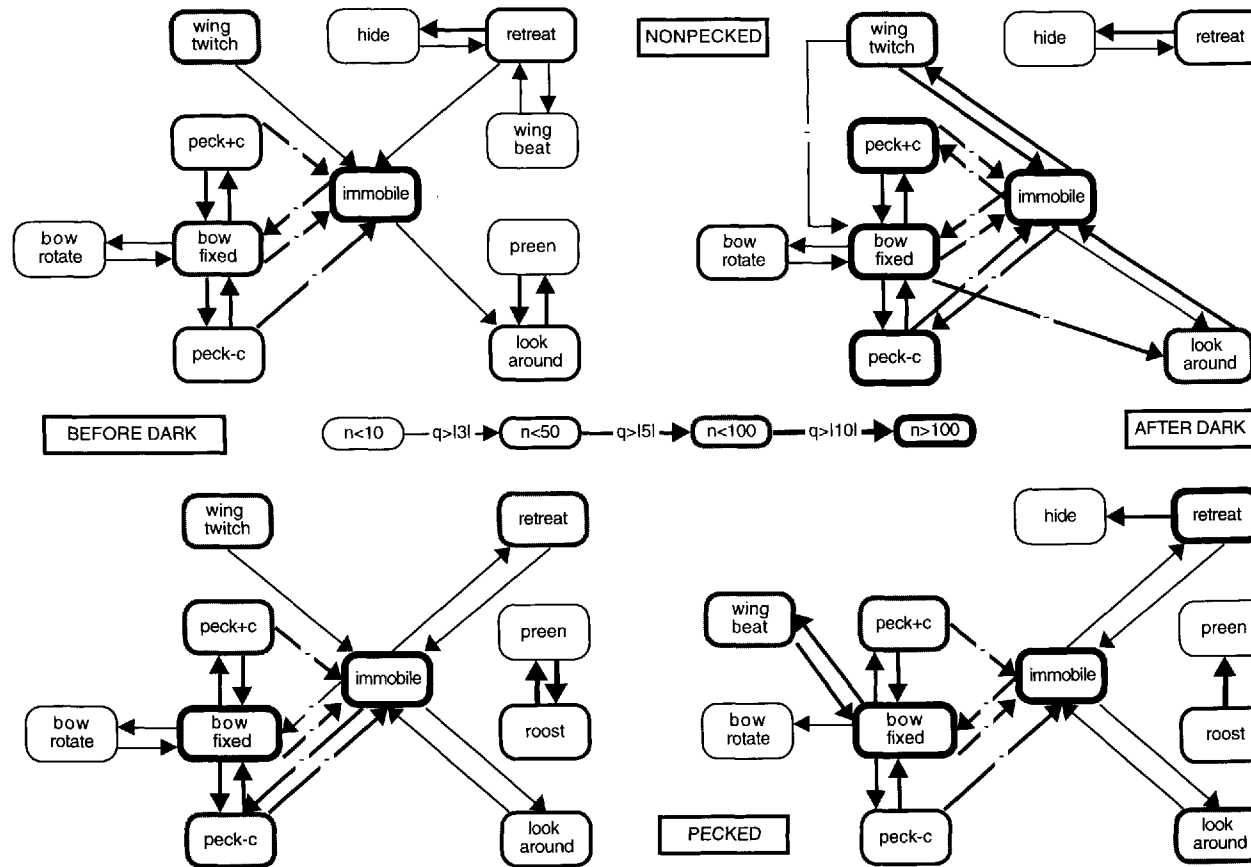 wing
twitch
hide
retreat
wing
beat
peck+c
immobile
bow
rotate
bow
fixed
preen
peck-c
look
around
NONPECKED
wing
twitch
hide
retreat
peck+c
immobile
bow
rotate
bow
fixed
peck-c
look
around
BEFORE DARK
n<10
q>|3|
n<50
q>|5|
n<100
q>|10|
n>100
AFTER DARK
wing
twitch
retreat
peck+c
preen
immobile
bow
rotate
bow
fixed
roost
peck-c
look
around
hide
retreat
wing
beat
peck+c
preen
immobile
bow
rotate
bow
fixed
roost
PECKED
peck-c
look
around